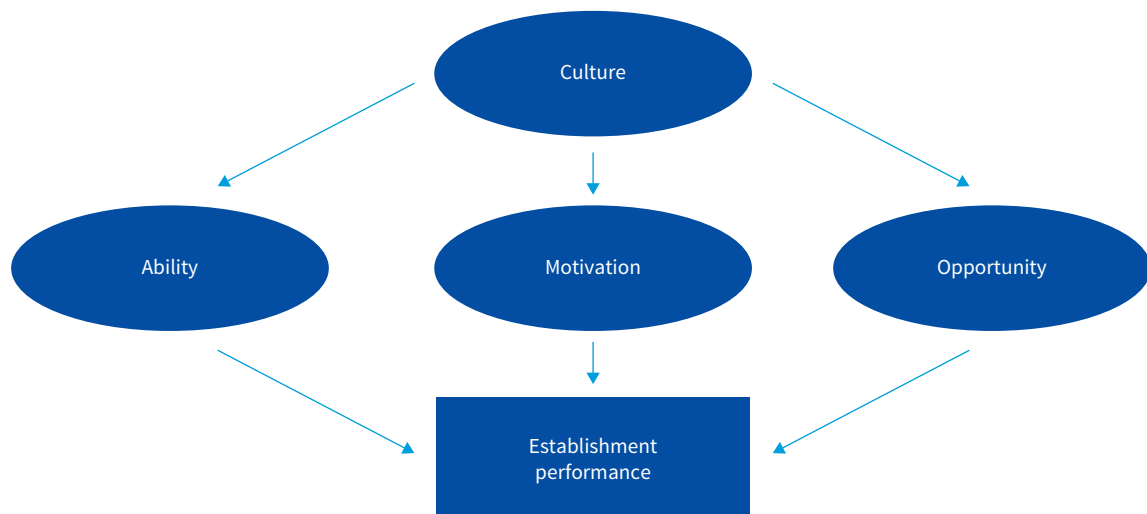 Culture
Ability
Motivation
Opportunity
Establishment
performance